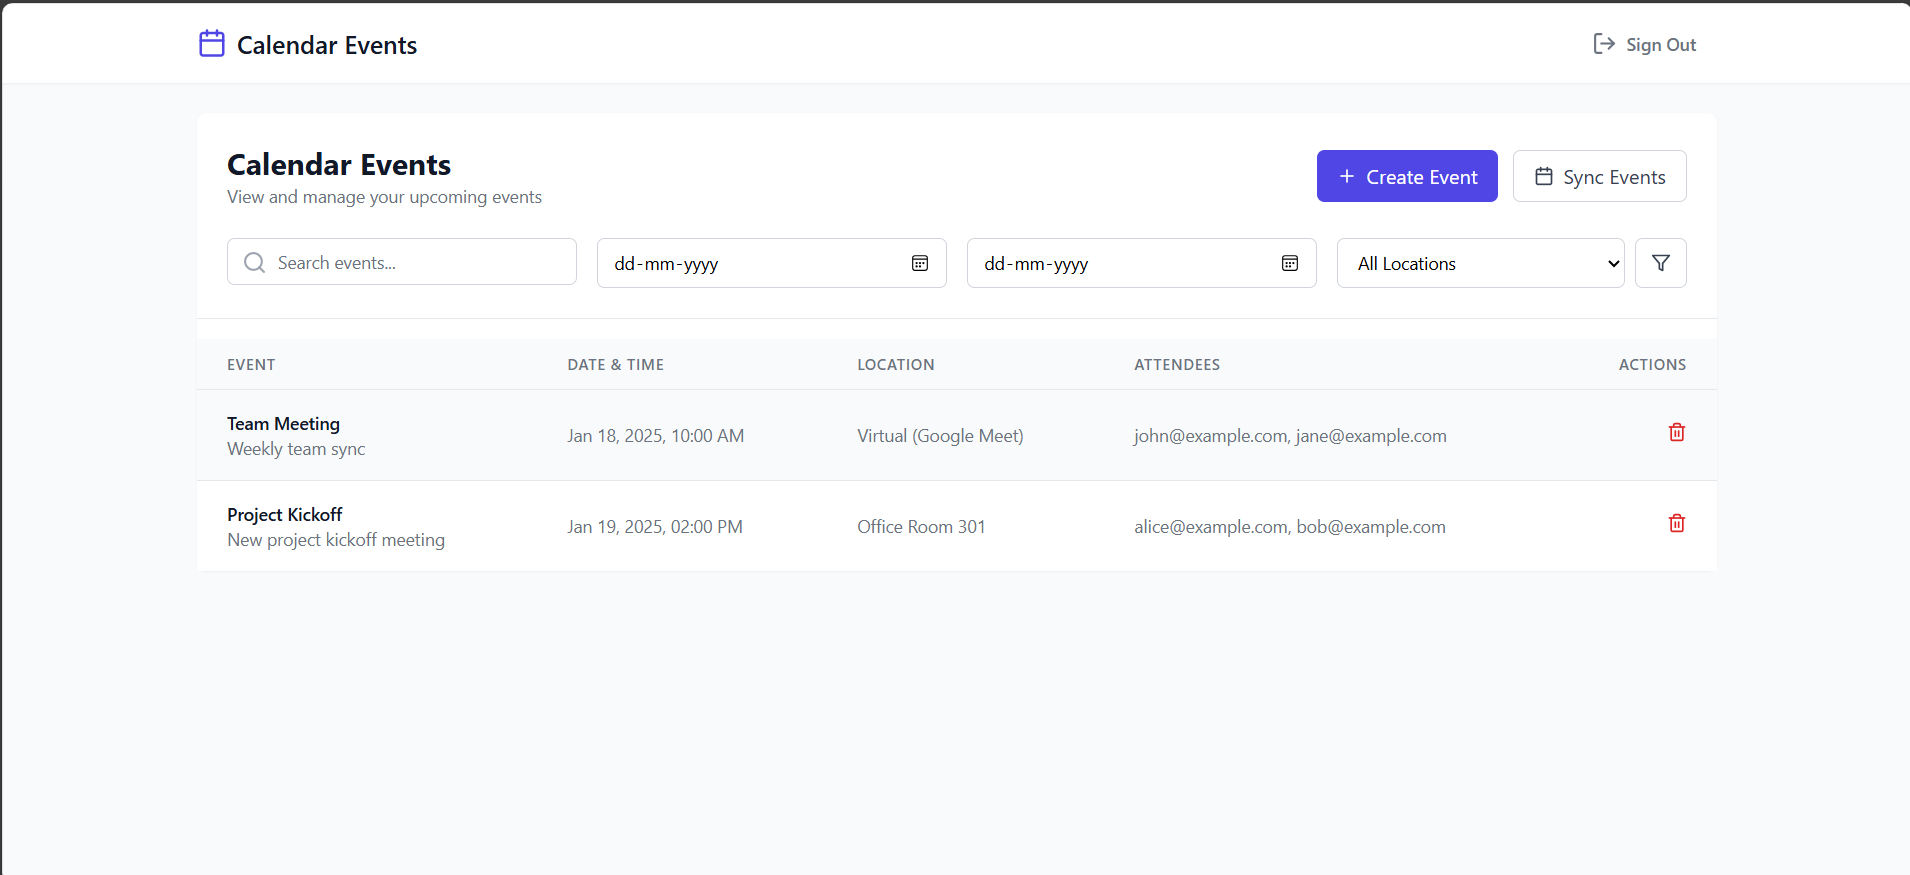 Calendar Events
Sign Out
Calendar Events
View and manage your upcoming events
Create Event
Sync Events
Search events...
dd-mm-yyyy
dd-mm-yyyy
All Locations
EVENT DATE & TIME LOCATION ATTENDEES ACTIONS
Team Meeting
Weekly team sync
Jan 18, 2025, 10:00 AM
Virtual (Google Meet)
john@example.com, jane@example.com
Project Kickoff
New project kickoff meeting
Jan 19, 2025, 02:00 PM
Office Room 301
alice@example.com, bob@example.com